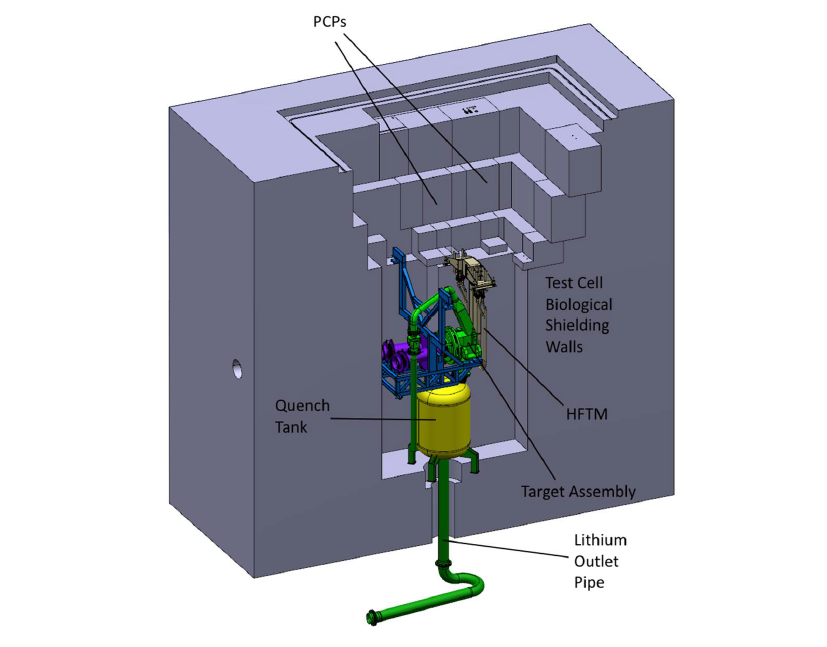 PCPs
Test Cell
Biological
Shielding
Walls
Quench
Tank
HFTM
Target Assembly
Lithium
Outlet
Pipe